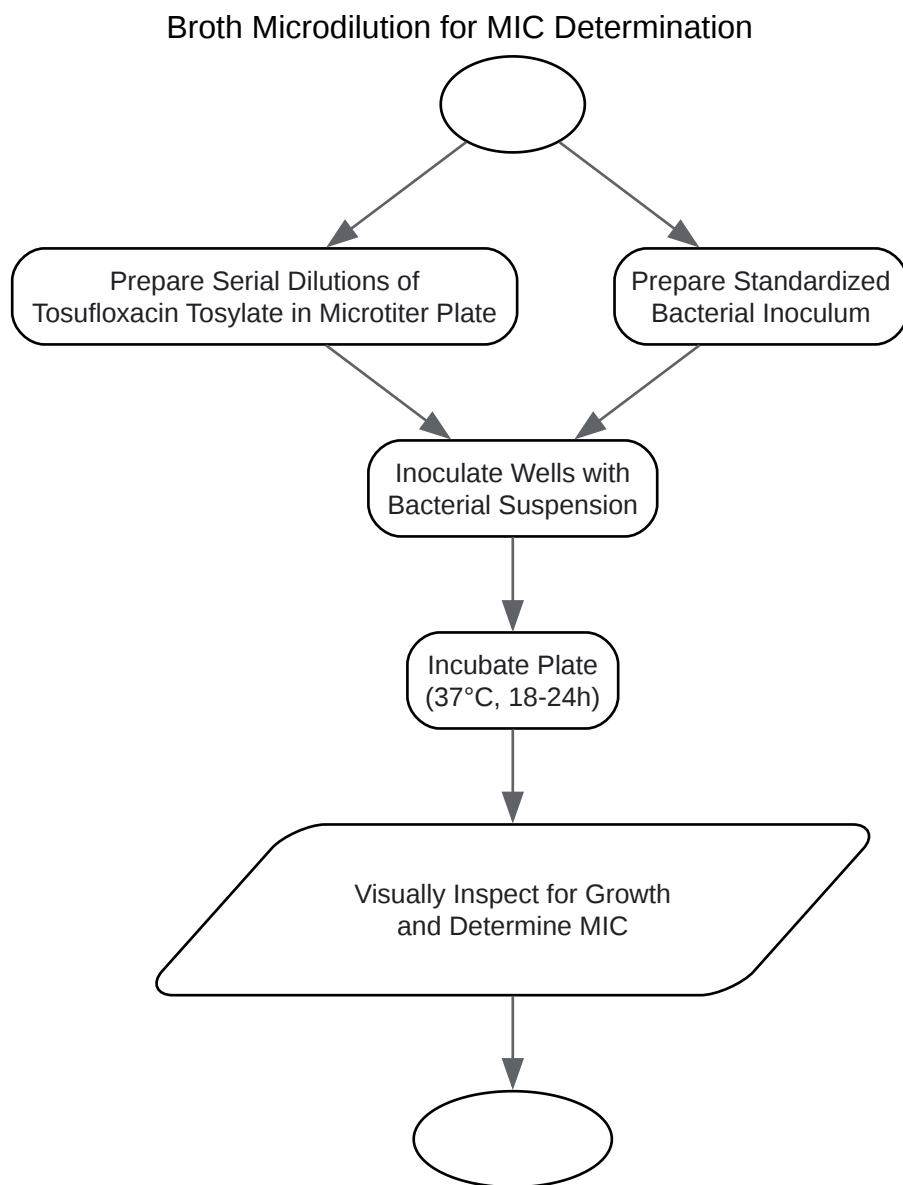 Broth Microdilution for MIC Determination
Prepare Serial Dilutions of
Tosufloxacin Tosylate in Microtiter Plate
Prepare Standardized
Bacterial Inoculum
Inoculate Wells with
Bacterial Suspension
Incubate Plate
(37°C, 18-24h)
Visually Inspect for Growth
and Determine MIC